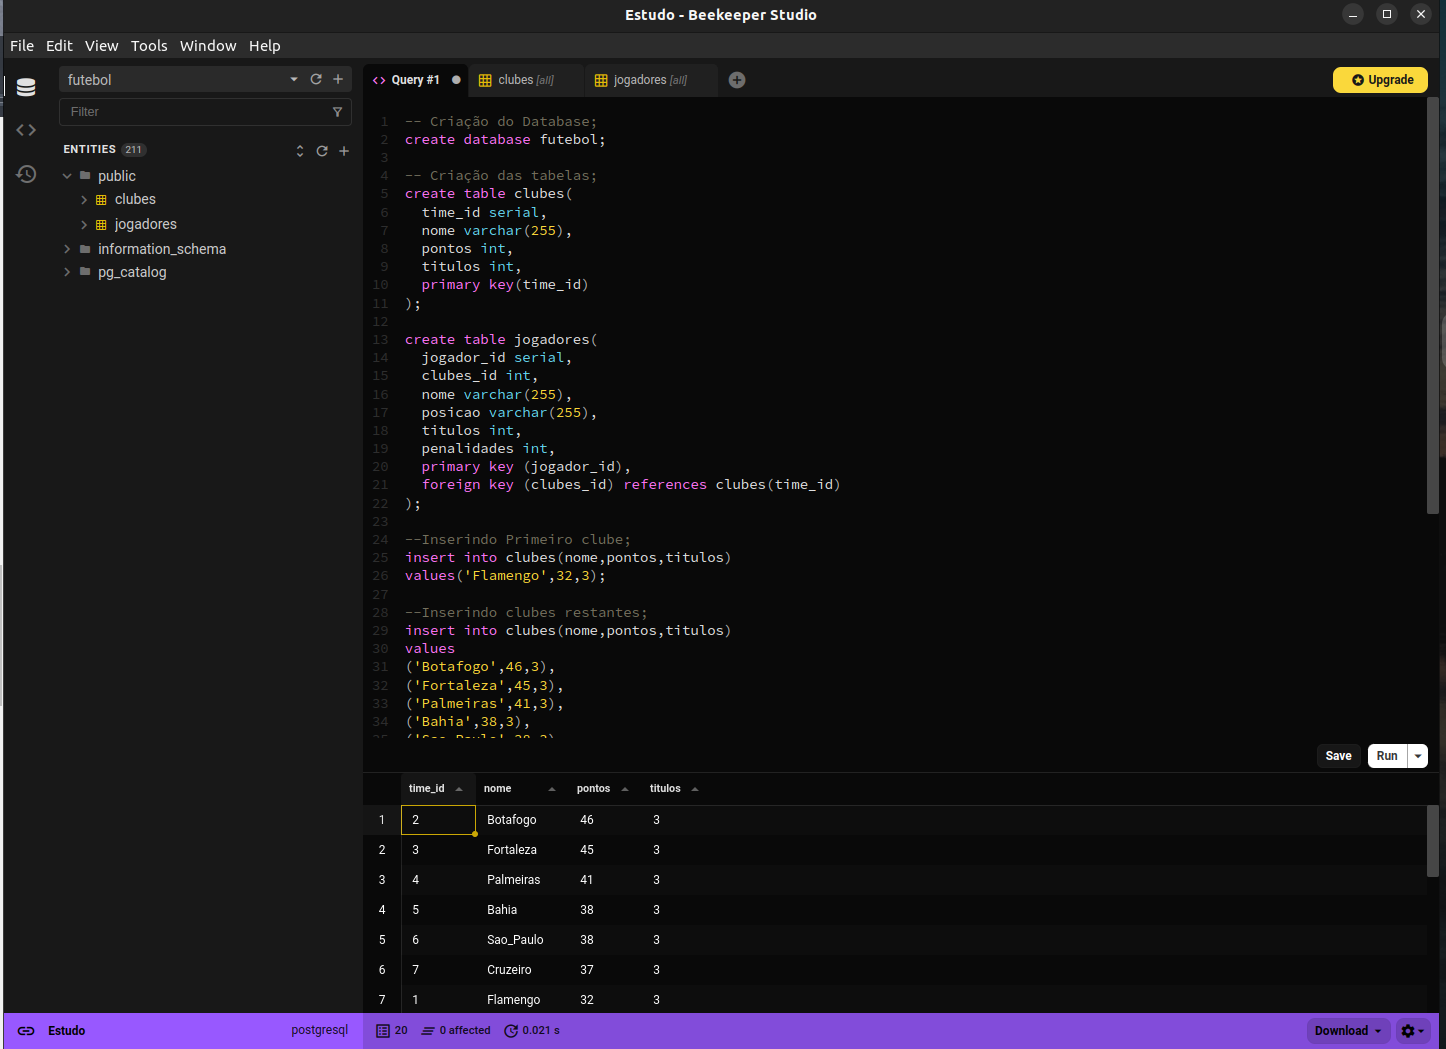 Estudo - Beekeeper Studio
File Edit View Tools Window Help
futebol
Filter
ENTITIES 211
public
clubes
jogadores
information_schema
pg_catalog
Query #1 clubes [all] jogadores [all] Upgrade
1 -- Criação do Database;
2 create database futebol;
3
4 -- Criação das tabelas;
5 create table clubes(
6 time_id serial,
7 nome varchar(255),
8 pontos int,
9 titulos int,
10 primary key(time_id)
11 );
12
13 create table jogadores(
14 jogador_id serial,
15 clubes_id int,
16 nome varchar(255),
17 posicao varchar(255),
18 titulos int,
19 penalidades int,
20 primary key (jogador_id),
21 foreign key (clubes_id) references clubes(time_id)
22 );
23
24 --Inserindo Primeiro clube;
25 insert into clubes(nome,pontos,titulos)
26 values('Flamengo',32,3);
27
28 --Inserindo clubes restantes;
29 insert into clubes(nome,pontos,titulos)
30 values
31 ('Botafogo',46,3),
32 ('Fortaleza',45,3),
33 ('Palmeiras',41,3),
34 ('Bahia',38,3),
Save Run
time_id nome pontos titulos
1 2 Botafogo 46 3
2 3 Fortaleza 45 3
3 4 Palmeiras 41 3
4 5 Bahia 38 3
5 6 Sao_Paulo 38 3
6 7 Cruzeiro 37 3
7 1 Flamengo 32 3
Estudo postgresql 20 0 affected 0.021 s Download